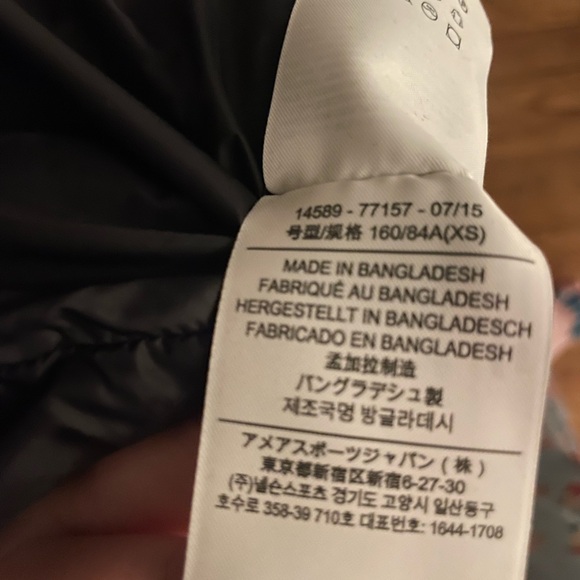 14589 - 77157 - 07/15
号型/规格 160/84A(XS)
MADE IN BANGLADESH
FABRIQUÉ AU BANGLADESH
HERGESTELLT IN BANGLADESCH
FABRICADO EN BANGLADESH
孟加拉制造
バングラデシュ製
제조국명 방글라데시
アメアスポーツジャパン(株)
東京都新宿区新宿6-27-30
(주)넬슨스포츠 경기도 고양시 일산동구
호수로 358-39 710호 대표번호: 1644-1708